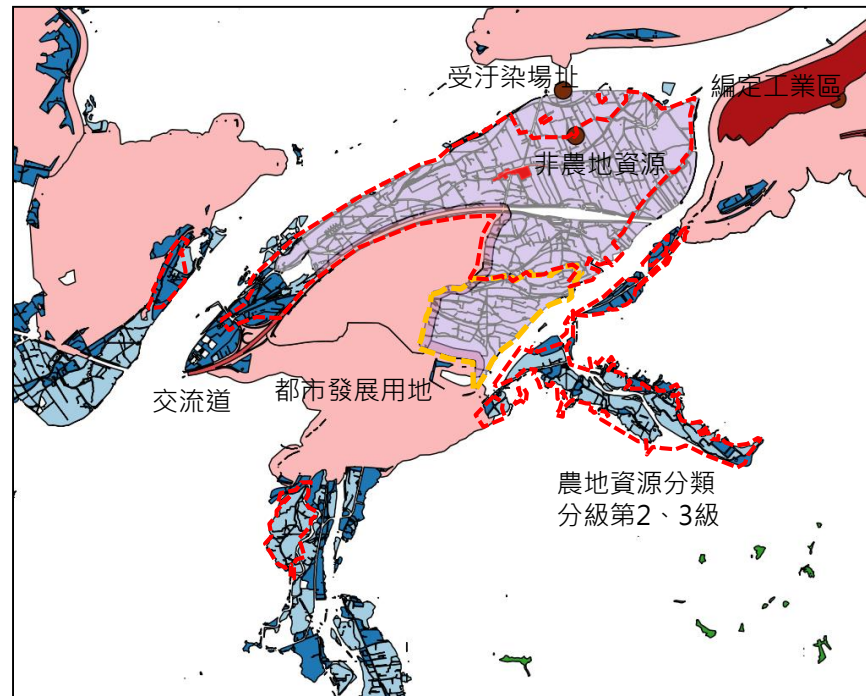 受汙染場址
編定工業區
非農地資源
交流道
都市發展用地
農地資源分類
分級第2、3級